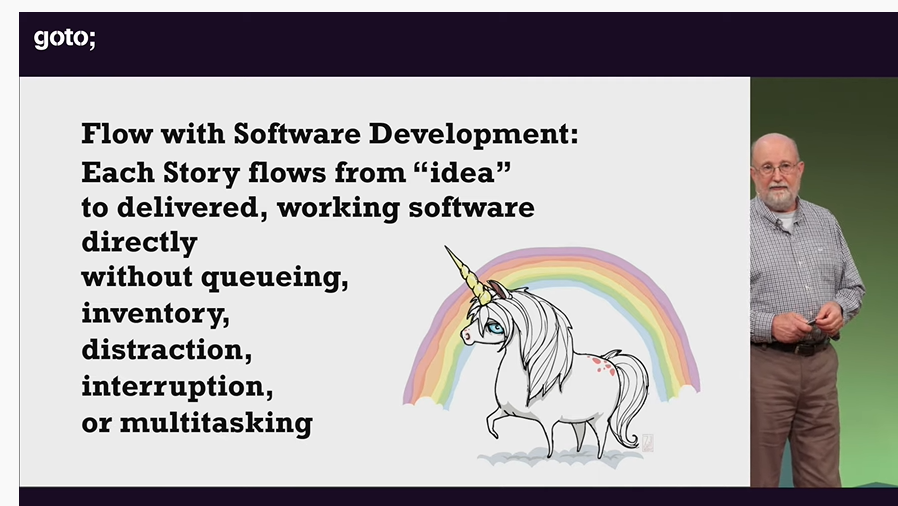 goto;
Flow with Software Development:
Each Story flows from “idea”
to delivered, working software
directly
without queueing,
inventory,
distraction,
interruption,
or multitasking